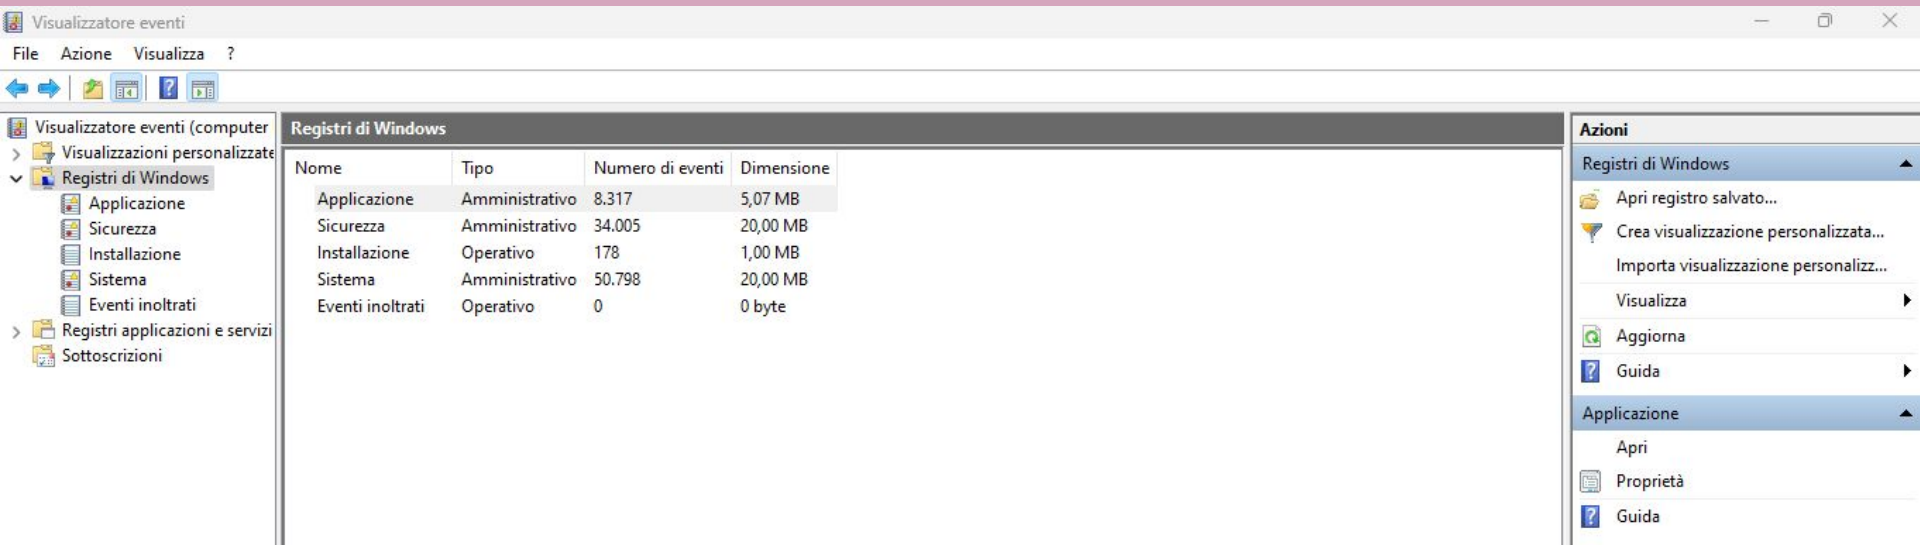 Visualizzatore eventi
File Azione Visualizza ?
Visualizzatore eventi (computer
Visualizzazioni personalizzate
Registri di Windows
Applicazione
Sicurezza
Installazione
Sistema
Eventi inoltrati
Registri applicazioni e servizi
Sottoscrizioni
Registri di Windows
Nome Tipo Numero di eventi Dimensione
Applicazione Amministrativo 8.317 5,07 MB
Sicurezza Amministrativo 34.005 20,00 MB
Installazione Operativo 178 1,00 MB
Sistema Amministrativo 50.798 20,00 MB
Eventi inoltrati Operativo 0 0 byte
Azioni
Registri di Windows
Apri registro salvato...
Crea visualizzazione personalizzata...
Importa visualizzazione personalizz...
Visualizza
Aggiorna
Guida
Applicazione
Apri
Proprietà
Guida